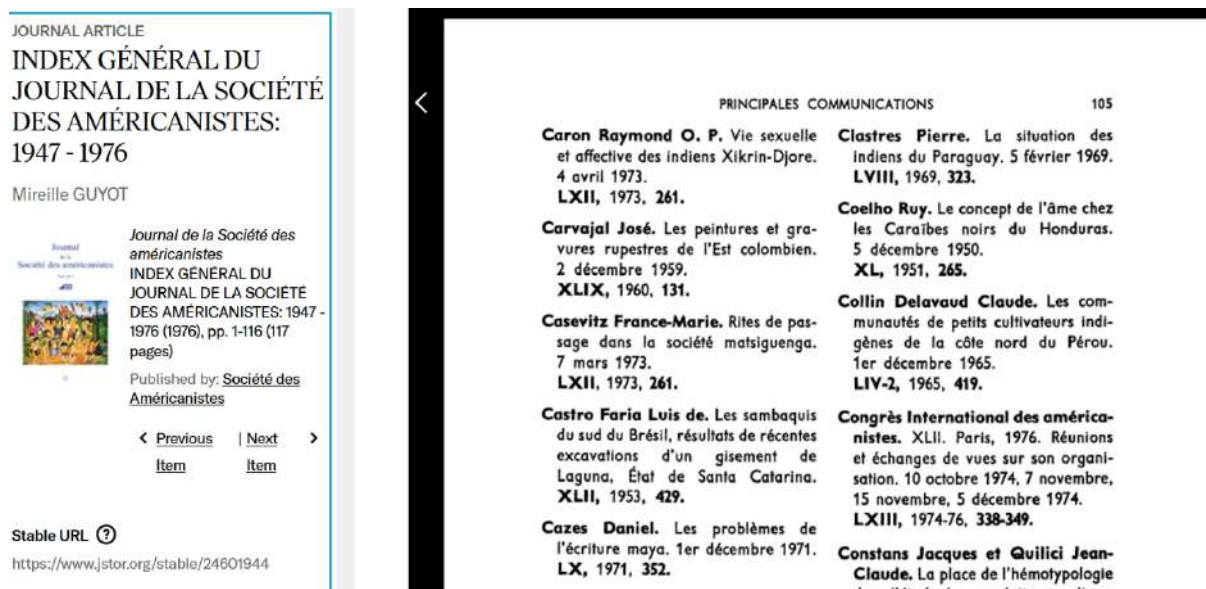 JOURNAL ARTICLE
INDEX GÉNÉRAL DU
JOURNAL DE LA SOCIÉTÉ
DES AMÉRICANISTES:
1947 - 1976
Mireille GUYOT
Journal
de la
Société des américanistes
Journal de la Société des
américanistes
INDEX GÉNÉRAL DU
JOURNAL DE LA SOCIÉTÉ
DES AMÉRICANISTES: 1947 -
1976 (1976), pp. 1-116 (117
pages)
Published by: Société des
Américanistes
< Previous | Next >
Item Item
Stable URL ?
https://www.jstor.org/stable/24601944
PRINCIPALES COMMUNICATIONS 105
Caron Raymond O. P. Vie sexuelle
et affective des indiens Xikrin-Djore.
4 avril 1973.
LXII, 1973, 261.
Carvajal José. Les peintures et gra-
vures rupestres de l'Est colombien.
2 décembre 1959.
XLIX, 1960, 131.
Casevitz France-Marie. Rites de pas-
sage dans la société matsiguenga.
7 mars 1973.
LXII, 1973, 261.
Castro Faria Luis de. Les sambaquis
du sud du Brésil, résultats de récentes
excavations d'un gisement de
Laguna, État de Santa Catarina.
XLII, 1953, 429.
Cazes Daniel. Les problèmes de
l'écriture maya. 1er décembre 1971.
LX, 1971, 352.
Clastres Pierre. La situation des
indiens du Paraguay. 5 février 1969.
LVIII, 1969, 323.
Coelho Ruy. Le concept de l'âme chez
les Caraïbes noirs du Honduras.
5 décembre 1950.
XL, 1951, 265.
Collin Delavaud Claude. Les com-
munautés de petits cultivateurs indi-
gènes de la côte nord du Pérou.
1er décembre 1965.
LIV-2, 1965, 419.
Congrès International des américa-
nistes. XLII. Paris, 1976. Réunions
et échanges de vues sur son organi-
sation. 10 octobre 1974, 7 novembre,
15 novembre, 5 décembre 1974.
LXIII, 1974-76, 338-349.
Constans Jacques et Quilici Jean-
Claude. La place de l'hémotypologie